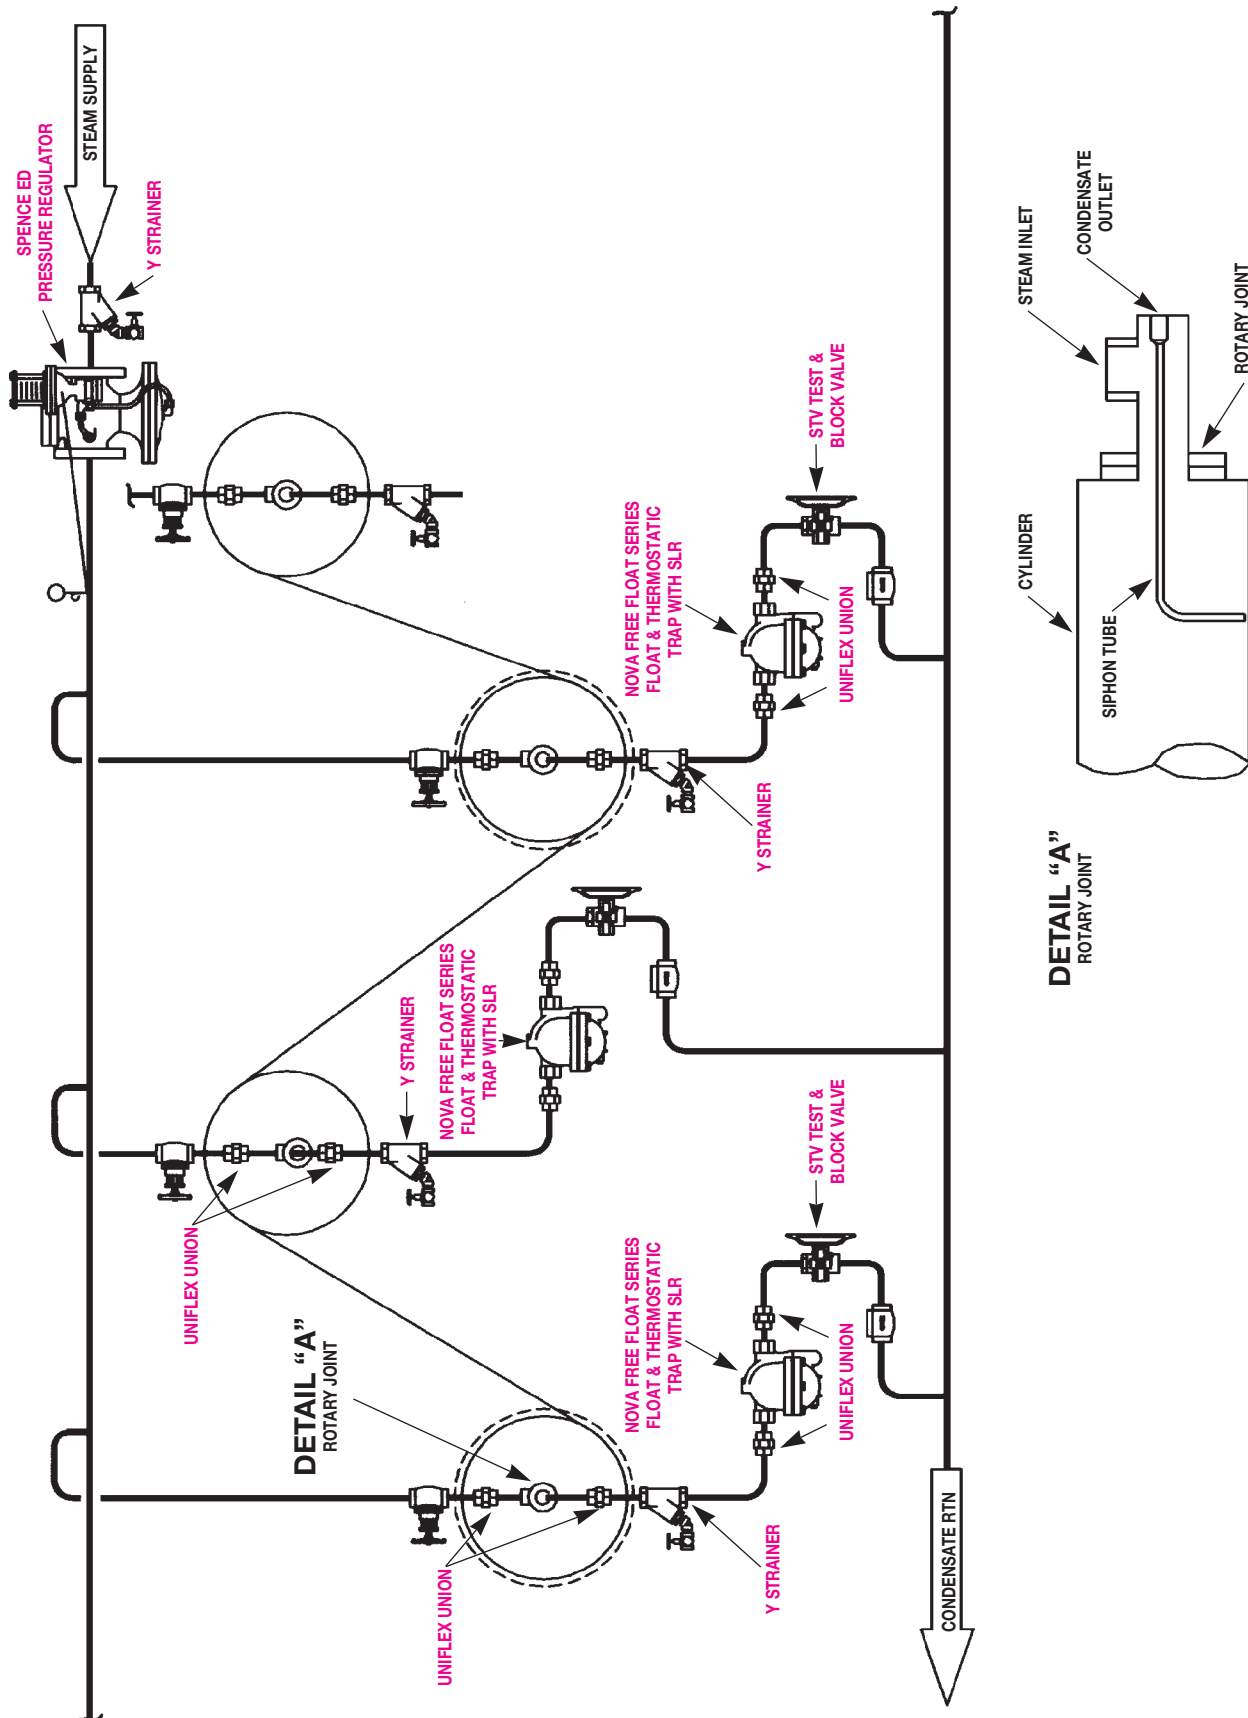 STEAM SUPPLY
SPENCE ED
PRESSURE REGULATOR
Y STRAINER
NOVA FREE FLOAT SERIES
FLOAT & THERMOSTATIC
TRAP WITH SLR
STV TEST &
BLOCK VALVE
UNIFLEX UNION
Y STRAINER
Y STRAINER
NOVA FREE FLOAT SERIES
FLOAT & THERMOSTATIC
TRAP WITH SLR
UNIFLEX UNION
STV TEST &
BLOCK VALVE
NOVA FREE FLOAT SERIES
FLOAT & THERMOSTATIC
TRAP WITH SLR
UNIFLEX UNION
DETAIL “A”
ROTARY JOINT
UNIFLEX UNION
Y STRAINER
CONDENSATE RTN
STEAM INLET
CONDENSATE
OUTLET
CYLINDER
SIPHON TUBE
ROTARY JOINT
DETAIL “A”
ROTARY JOINT